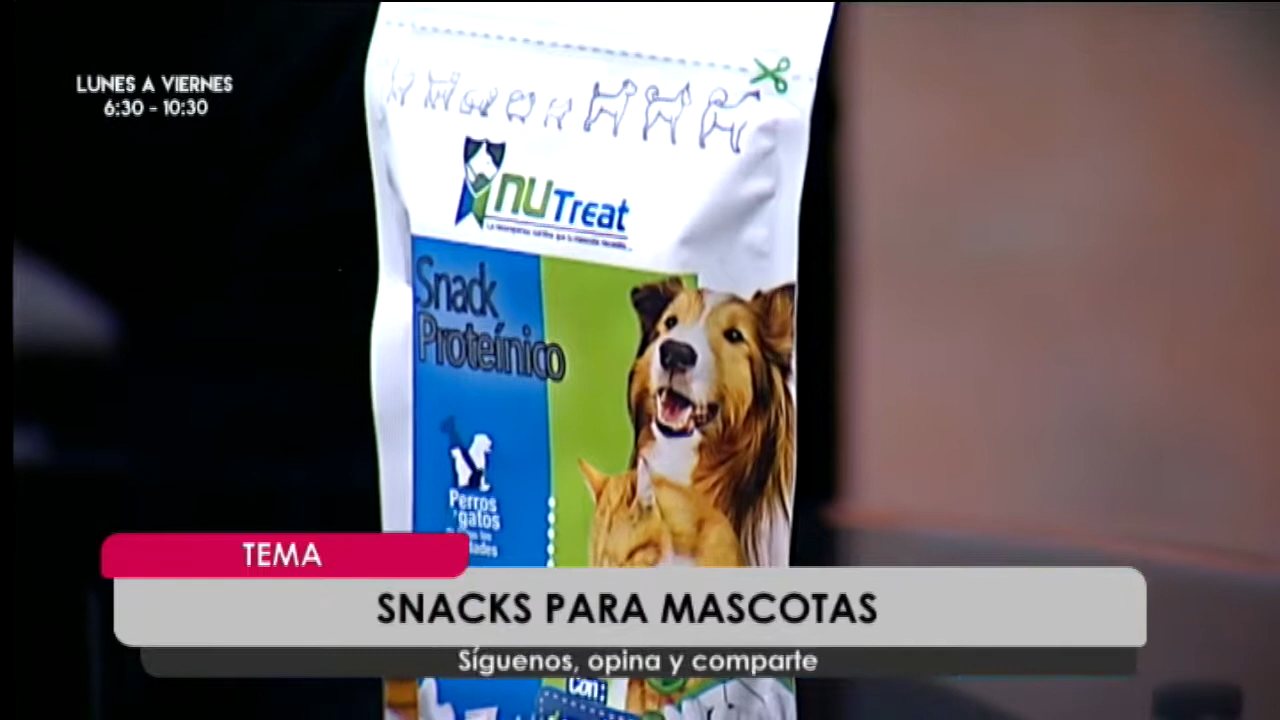 LUNES A VIERNES
6:30 - 10:30
nuTreat
Snack
Proteínico
Perros
y gatos
TEMA
SNACKS PARA MASCOTAS
Síguenos, opina y comparte
Con: